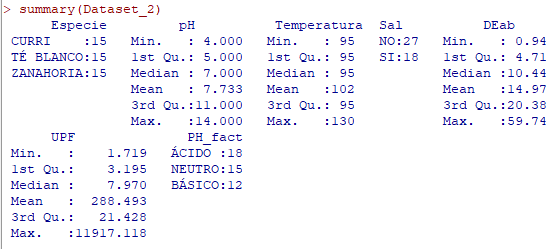 > summary(Dataset_2)
      Especie         pH          Temperatura  Sal          DEab
 CURRI    :15   Min.   : 4.000   Min.   : 95   NO:27   Min.   : 0.94
 TÉ BLANCO:15   1st Qu.: 5.000   1st Qu.: 95   SI:18   1st Qu.: 4.71
 ZANAHORIA:15   Median : 7.000   Median : 95           Median :10.44
                Mean   : 7.733   Mean   :102           Mean   :14.97
                3rd Qu.:11.000   3rd Qu.: 95           3rd Qu.:20.38
                Max.   :14.000   Max.   :130           Max.   :59.74
      UPF              PH_fact
 Min.   :    1.719   ÁCIDO :18
 1st Qu.:    3.195   NEUTRO:15
 Median :    7.970   BÁSICO:12
 Mean   :  288.493
 3rd Qu.:   21.428
 Max.   :11917.118